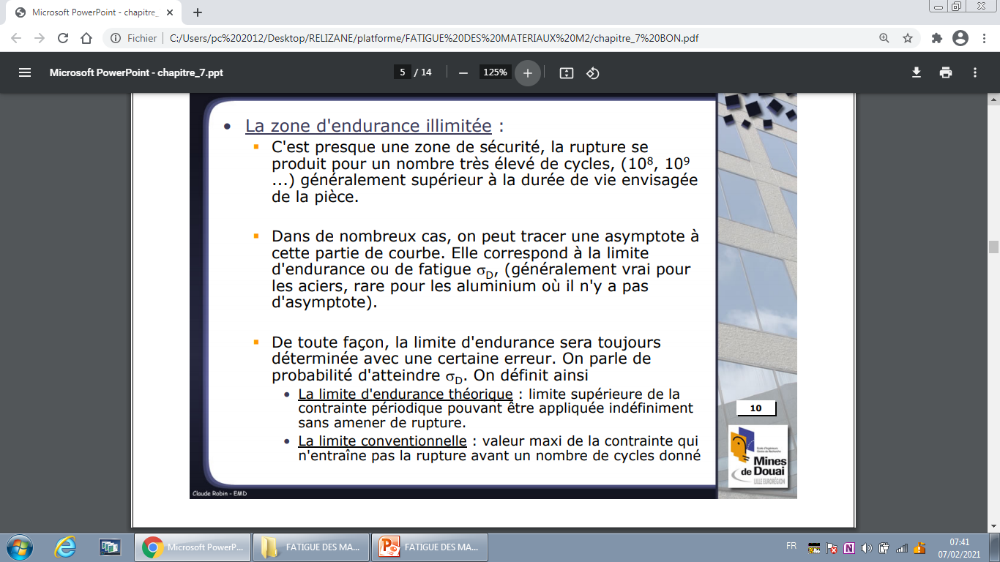 Microsoft PowerPoint - chapitre_
Fichier
C:/Users/pc%202012/Desktop/RELIZANE/platforme/FATIGUE%20DES%20MATERIAUX%20M2/chapitre_7%20BON.pdf
Microsoft PowerPoint - chapitre_7.ppt
5 / 14
125%
• La zone d'endurance illimitée :
C'est presque une zone de sécurité, la rupture se
produit pour un nombre très élevé de cycles, (10⁸, 10⁹
...) généralement supérieur à la durée de vie envisagée
de la pièce.
Dans de nombreux cas, on peut tracer une asymptote à
cette partie de courbe. Elle correspond à la limite
d'endurance ou de fatigue σD, (généralement vrai pour
les aciers, rare pour les aluminium où il n'y a pas
d'asymptote).
De toute façon, la limite d'endurance sera toujours
déterminée avec une certaine erreur. On parle de
probabilité d'atteindre σD. On définit ainsi
• La limite d'endurance théorique : limite supérieure de la
contrainte périodique pouvant être appliquée indéfiniment
sans amener de rupture.
• La limite conventionnelle : valeur maxi de la contrainte qui
n'entraîne pas la rupture avant un nombre de cycles donné
10
Mines
de Douai
LILLE EURORÉGION
Claude Robin - EMD
Microsoft PowerP...
FATIGUE DES MA...
FATIGUE DES MA...
FR
07:41
07/02/2021